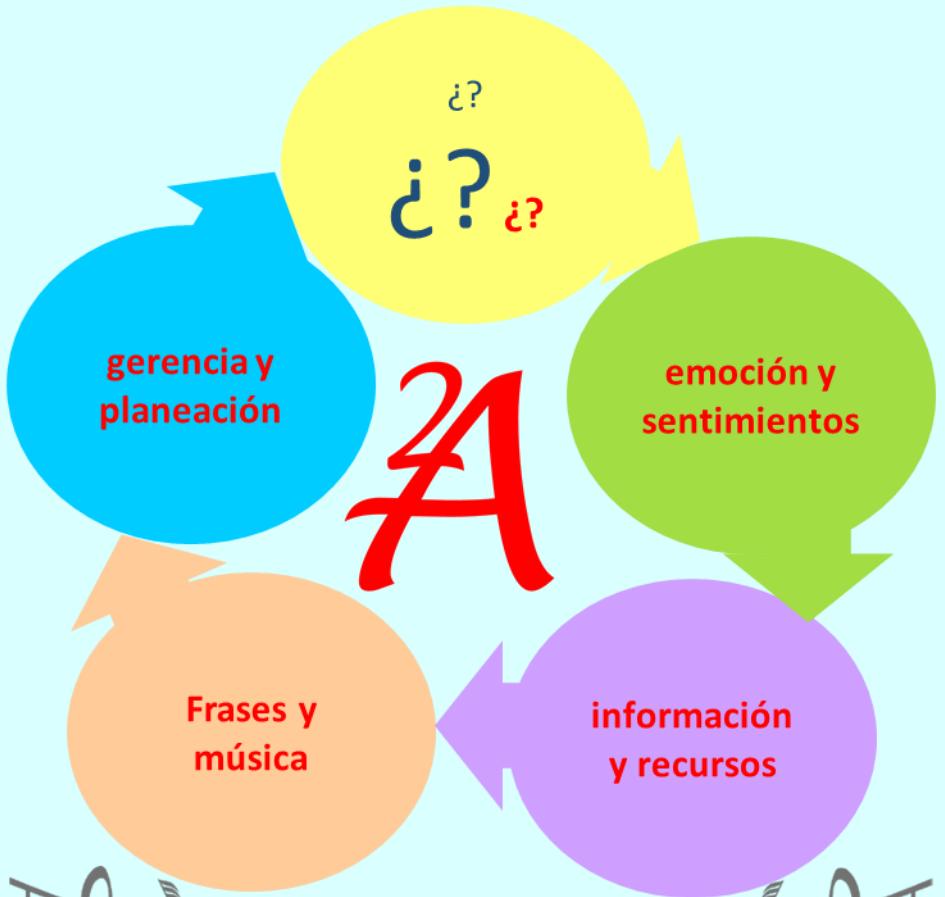 ¿?
¿? ¿?
gerencia y
planeación
emoción y
sentimientos
2A
Frases y
música
información
y recursos